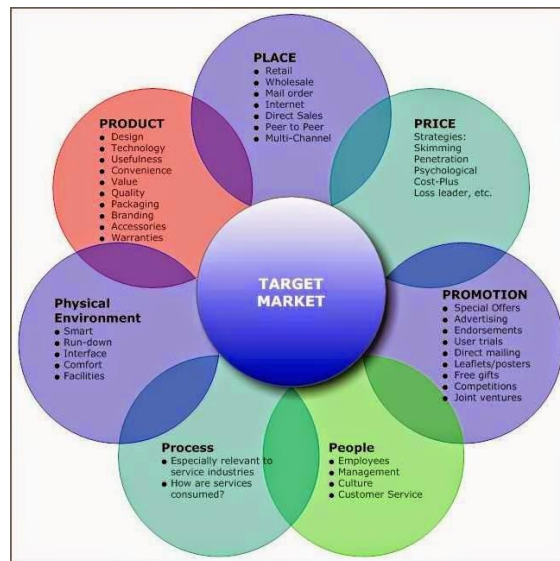 PLACE
● Retail
● Wholesale
● Mail order
● Internet
● Direct Sales
● Peer to Peer
● Multi-Channel
PRODUCT
● Design
● Technology
● Usefulness
● Convenience
● Value
● Quality
● Packaging
● Branding
● Accessories
● Warranties
PRICE
Strategies:
Skimming
Penetration
Psychological
Cost-Plus
Loss leader, etc.
TARGET
MARKET
Physical
Environment
● Smart
● Run-down
● Interface
● Comfort
● Facilities
PROMOTION
● Special Offers
● Advertising
● Endorsements
● User trials
● Direct mailing
● Leaflets/posters
● Free gifts
● Competitions
● Joint ventures
Process
● Especially relevant to
service industries
● How are services
consumed?
People
● Employees
● Management
● Culture
● Customer Service